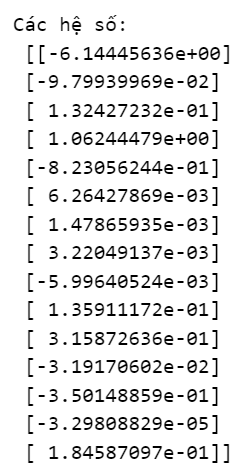 Các hệ số:
[[-6.14445636e+00]
[-9.79939969e-02]
[ 1.32427232e-01]
[ 1.06244479e+00]
[-8.23056244e-01]
[ 6.26427869e-03]
[ 1.47865935e-03]
[ 3.22049137e-03]
[-5.99640524e-03]
[ 1.35911172e-01]
[ 3.15872636e-01]
[-3.19170602e-02]
[-3.50148859e-01]
[-3.29808829e-05]
[ 1.84587097e-01]]